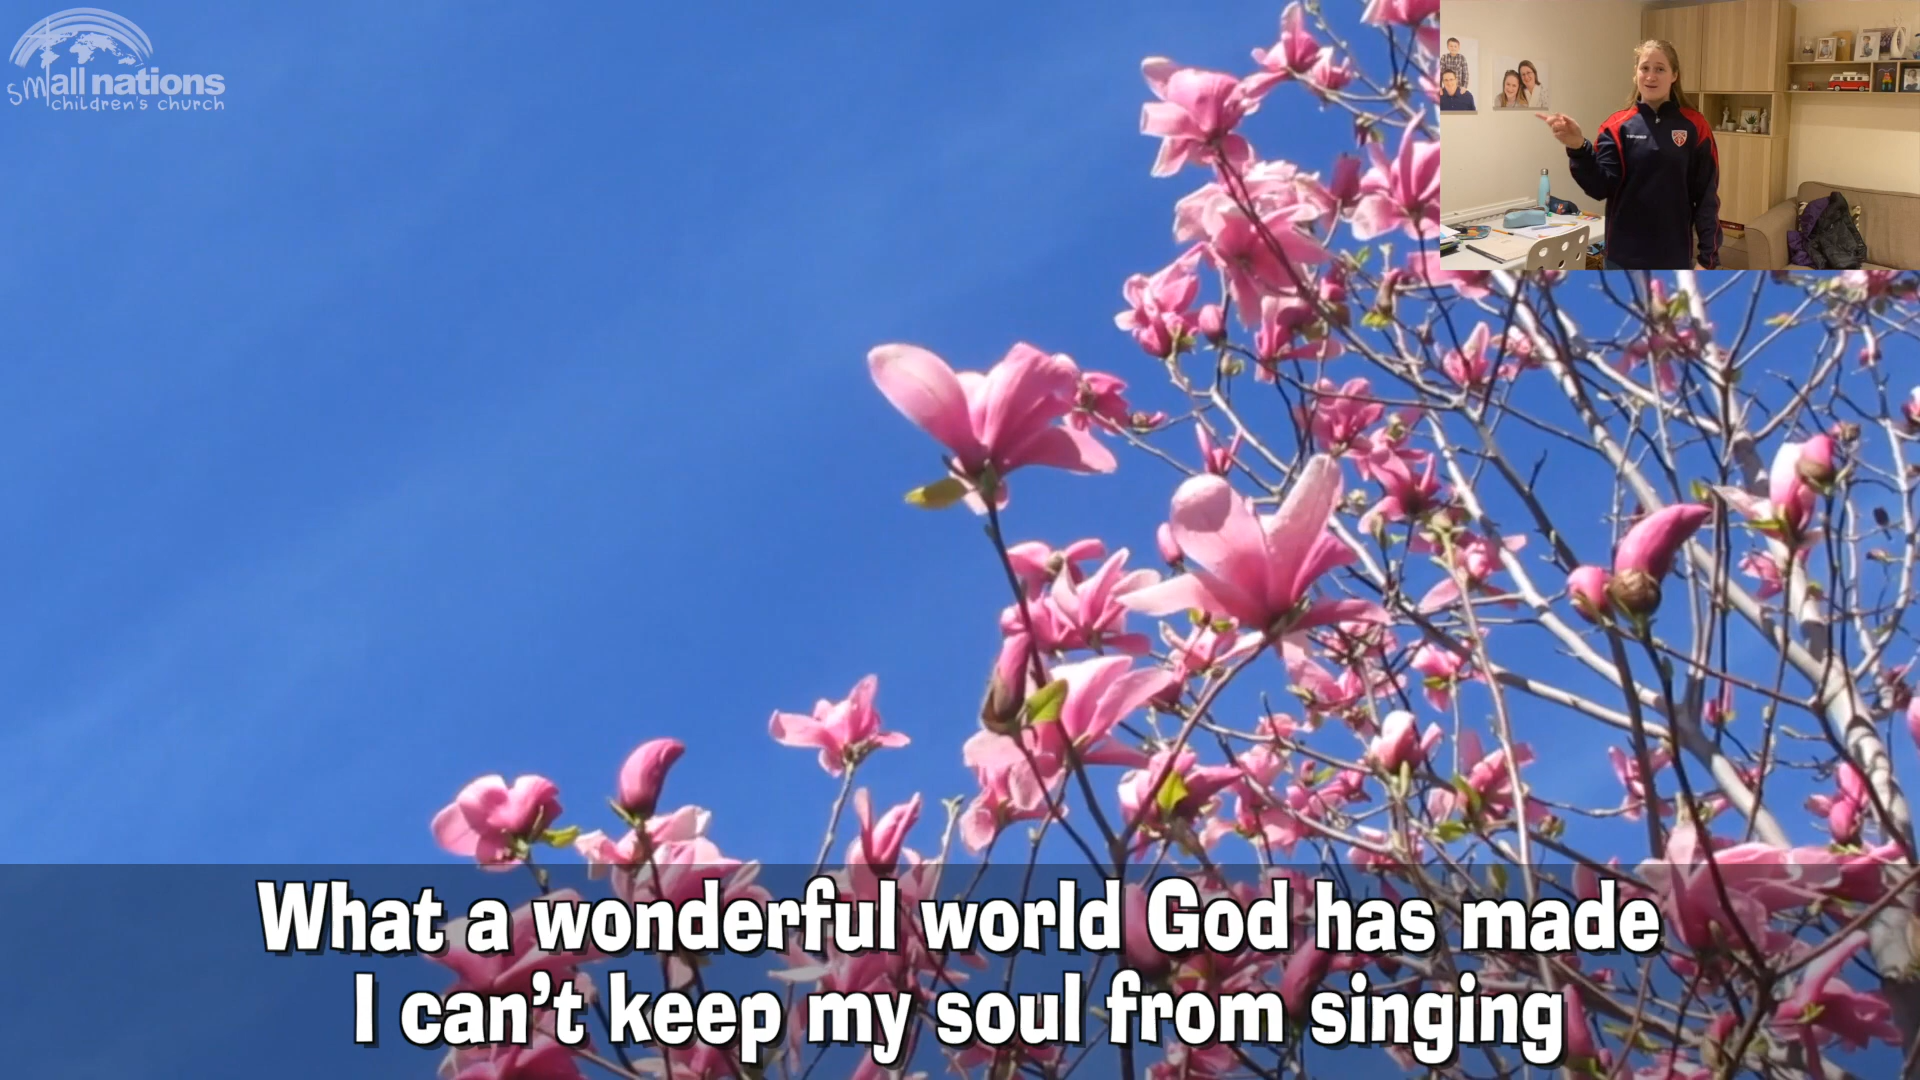 small nations
children's church
What a wonderful world God has made
I can't keep my soul from singing